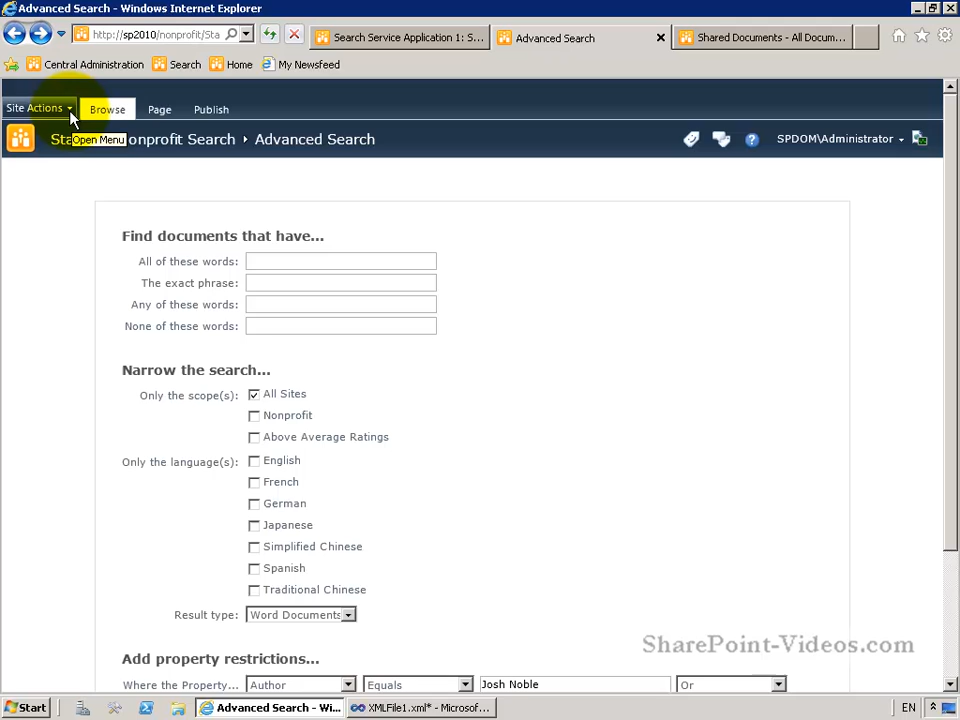 Advanced Search - Windows Internet Explorer
http://sp2010/nonprofit/Sta
Search Service Application 1: S...
Advanced Search
Shared Documents - All Docum...
Central Administration Search Home My Newsfeed
Site Actions Browse Page Publish
Open Menu
onprofit Search Advanced Search SPDOM\Administrator
Find documents that have...
All of these words:
The exact phrase:
Any of these words:
None of these words:
Narrow the search...
Only the scope(s): All Sites
Nonprofit
Above Average Ratings
Only the language(s): English
French
German
Japanese
Simplified Chinese
Spanish
Traditional Chinese
Result type: Word Documents
SharePoint-Videos.com
Add property restrictions...
Where the Property... Author Equals Josh Noble Or
Start Advanced Search - Wi... XMLFile1.xml* - Microsof... EN